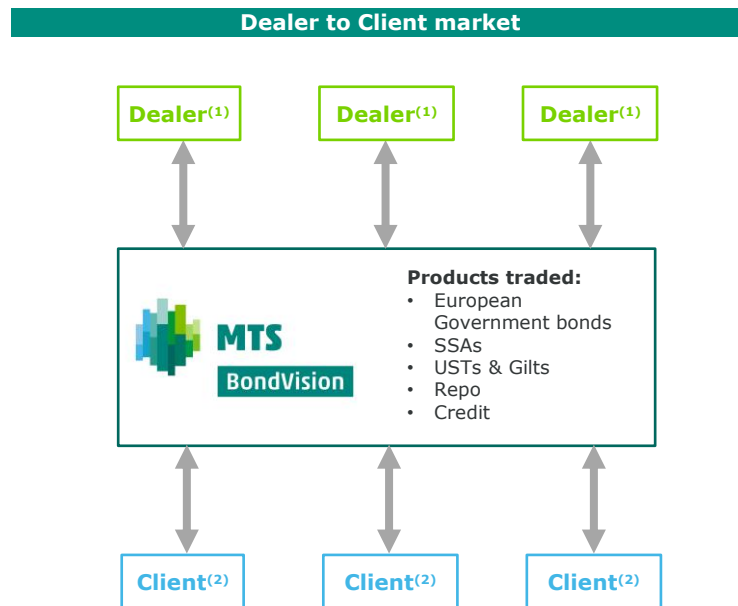 Dealer to Client market
Dealer(1) Dealer(1) Dealer(1)
Products traded:
• European
Government bonds
• SSAs
• USTs & Gilts
• Repo
• Credit
MTS
BondVision
Client(2) Client(2) Client(2)